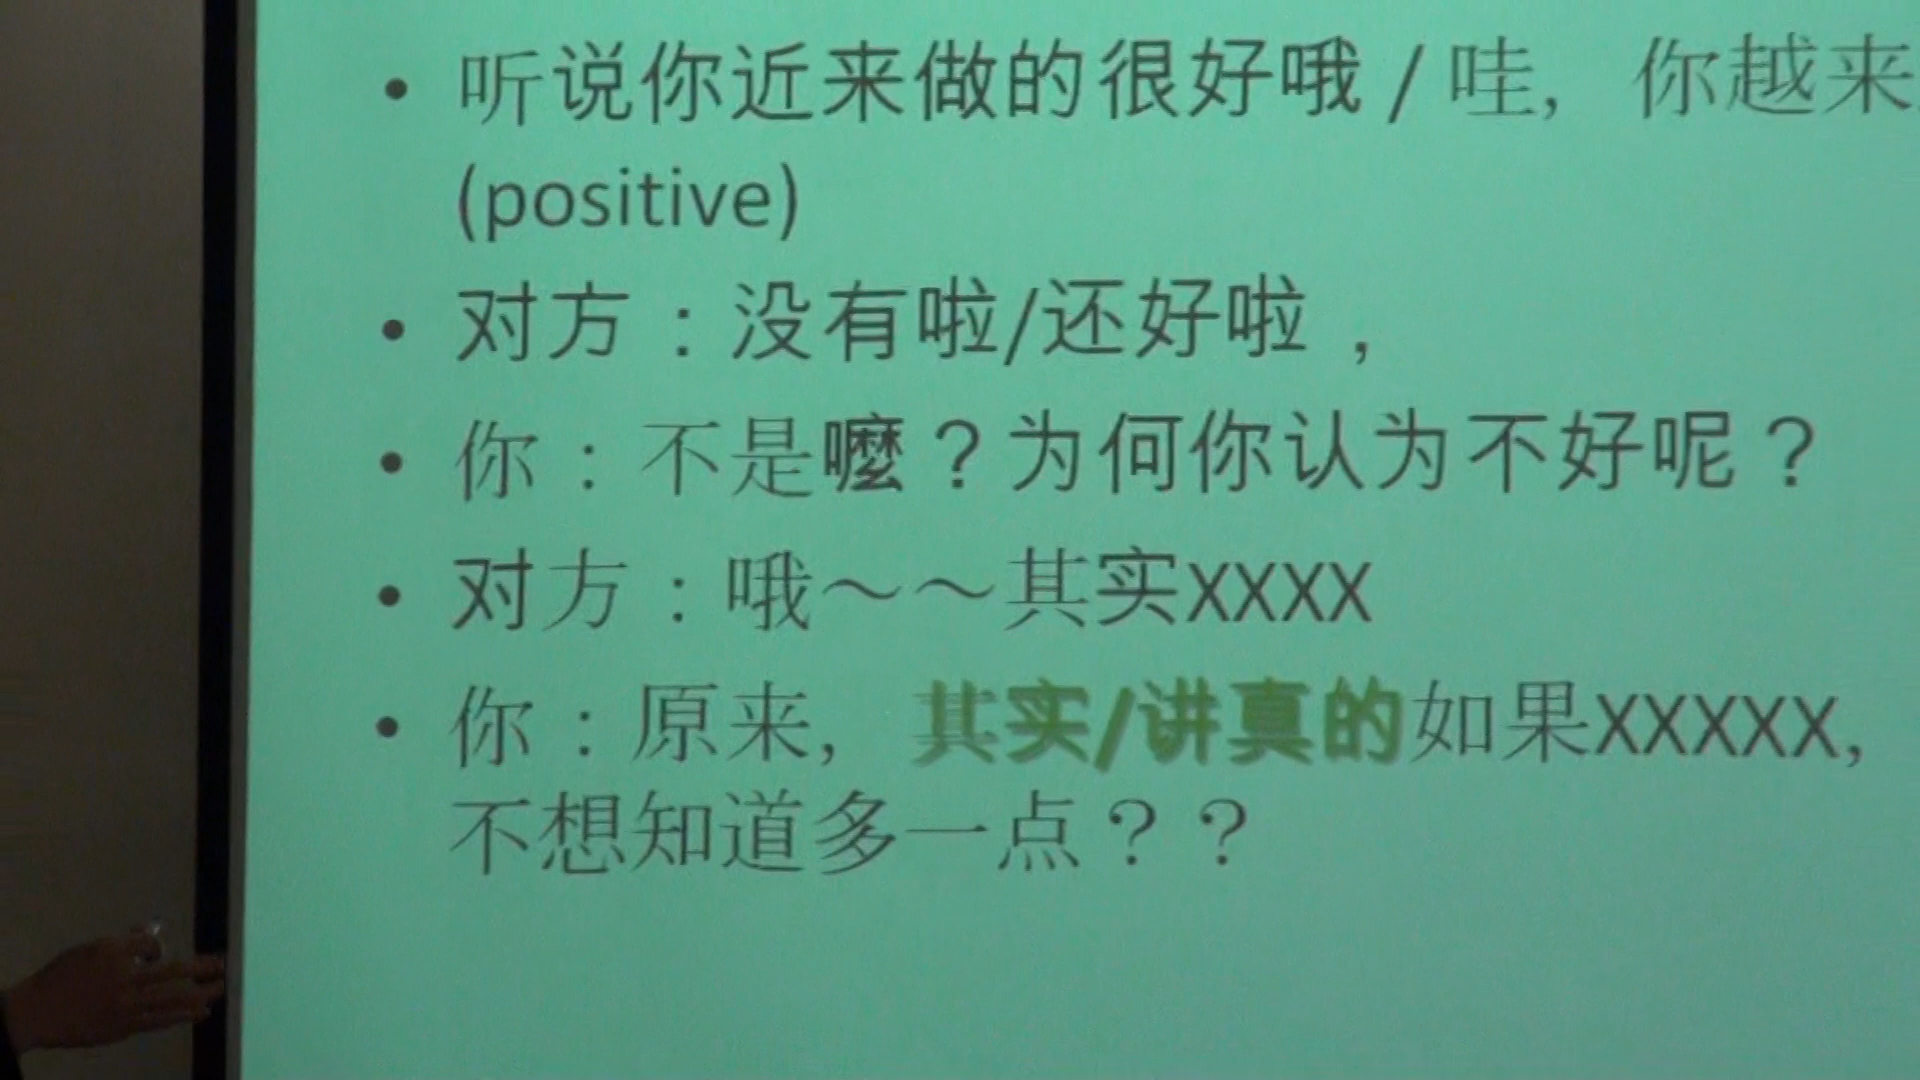 • 听说你近来做的很好哦 / 哇, 你越来
(positive)
• 对方：没有啦/还好啦，
• 你：不是嚒？为何你认为不好呢？
• 对方：哦～～其实XXXX
• 你：原来, 其实/讲真的如果XXXXX,
不想知道多一点？？